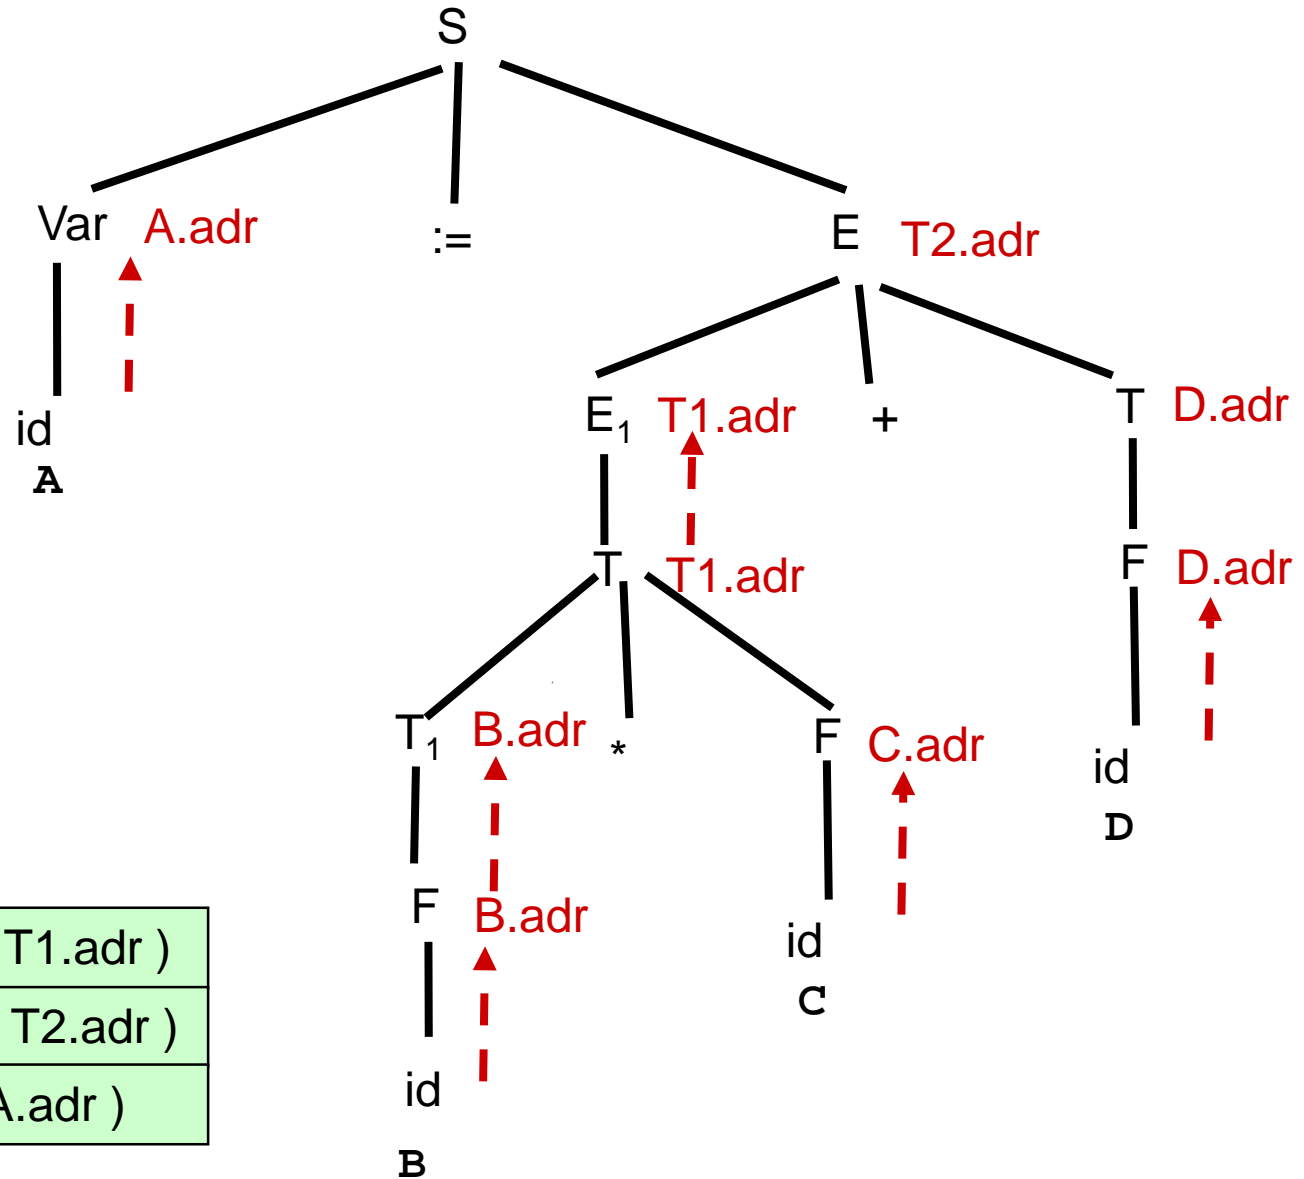 S
Var A.adr := E T2.adr
id
A
E₁ T1.adr + T D.adr
T T1.adr F D.adr
T₁ B.adr * F C.adr id
D
F B.adr id
C
T1.adr )
T2.adr )
A.adr )
id
B